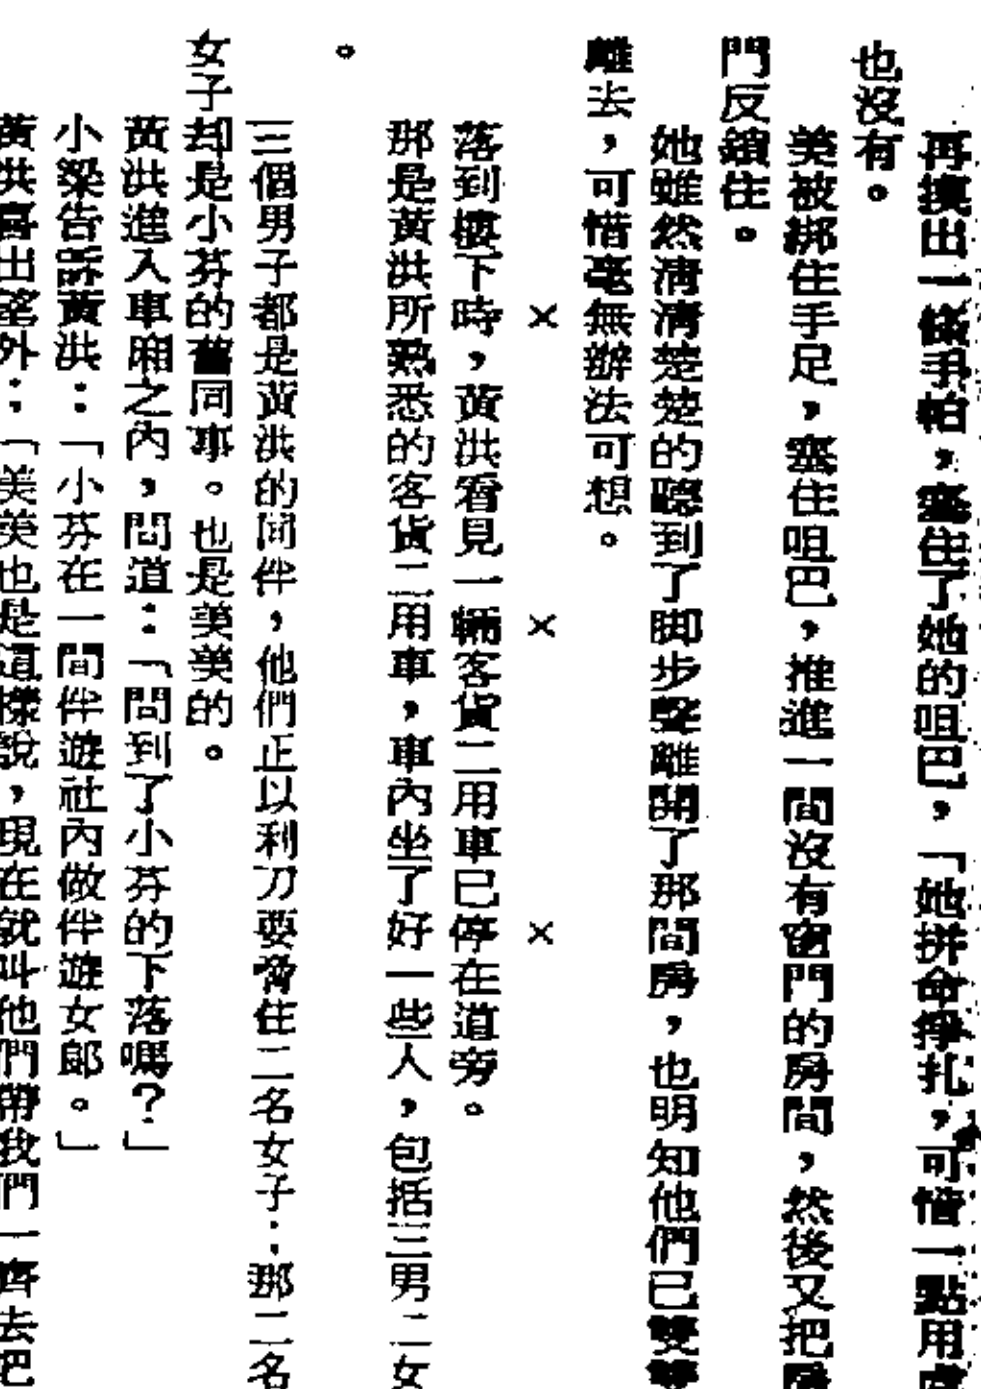 再摸出一條手帕，塞住了她的咀巴，「她拼命掙扎，可惜一點用處
也沒有。
美被綁住手足，塞住咀巴，推進一間沒有窗門的房間，然後又把房
門反鎖住。
她雖然清清楚楚的聽到了脚步聲離開了那間房，也明知他們已雙雙
離去，可惜毫無辦法可想。
×　×　×
落到樓下時，黃洪看見一輛客貨二用車已停在道旁。
那是黃洪所熟悉的客貨二用車，車內坐了好一些人，包括三男二女
。
三個男子都是黃洪的同伴，他們正以利刀要脅住二名女子：那二名
女子却是小芬的舊同事。也是美美的。
黃洪進入車廂之內，問道：「問到了小芬的下落嗎？」
小梁告訴黃洪：「小芬在一間伴遊社內做伴遊女郎。」
黃洪喜出望外：「美美也是這樣說，現在就叫他們帶我們一齊去把